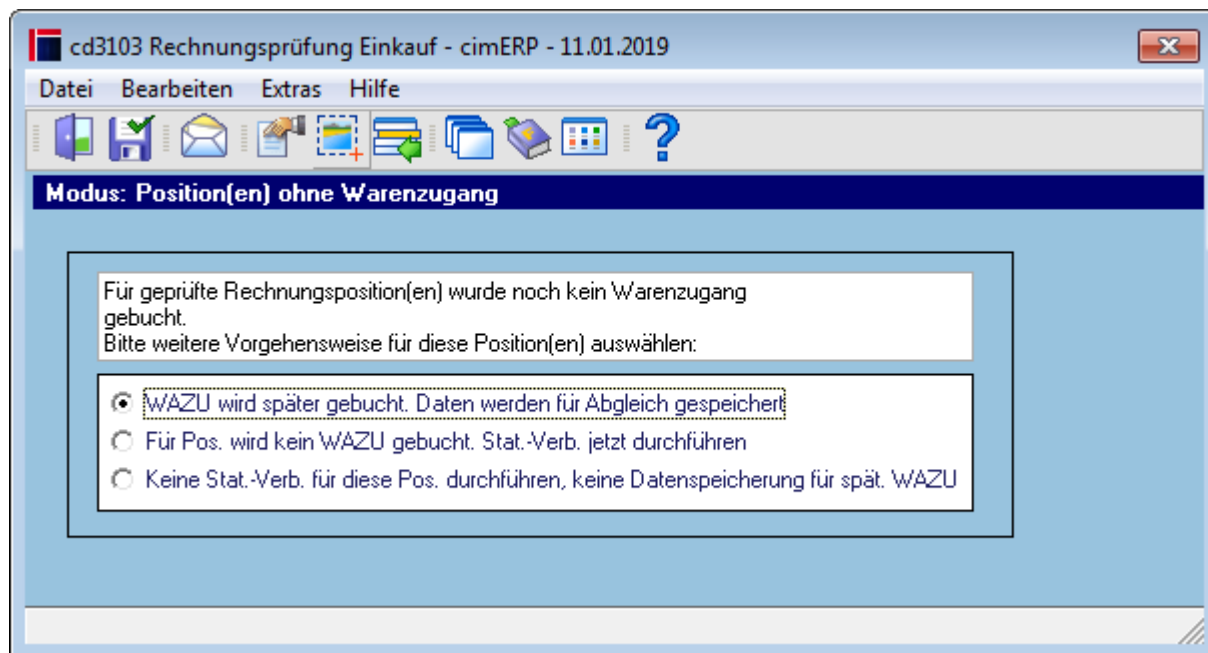 cd3103 Rechnungsprüfung Einkauf - cimERP - 11.01.2019
Datei Bearbeiten Extras Hilfe
Modus: Position(en) ohne Warenzugang
Für geprüfte Rechnungsposition(en) wurde noch kein Warenzugang
gebucht.
Bitte weitere Vorgehensweise für diese Position(en) auswählen:
WAZU wird später gebucht. Daten werden für Abgleich gespeichert
Für Pos. wird kein WAZU gebucht. Stat.-Verb. jetzt durchführen
Keine Stat.-Verb. für diese Pos. durchführen, keine Datenspeicherung für spät. WAZU